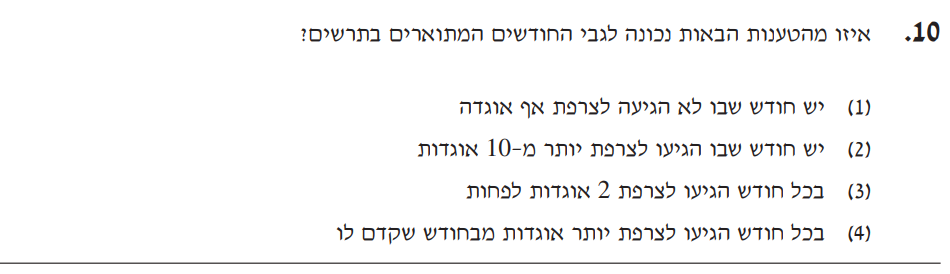 10. איזו מהטענות הבאות נכונה לגבי החודשים המתוארים בתרשים?
(1) יש חודש שבו לא הגיעה לצרפת אף אוגדה
(2) יש חודש שבו הגיעו לצרפת יותר מ-10 אוגדות
(3) בכל חודש הגיעו לצרפת 2 אוגדות לפחות
(4) בכל חודש הגיעו לצרפת יותר אוגדות מבחודש שקדם לו